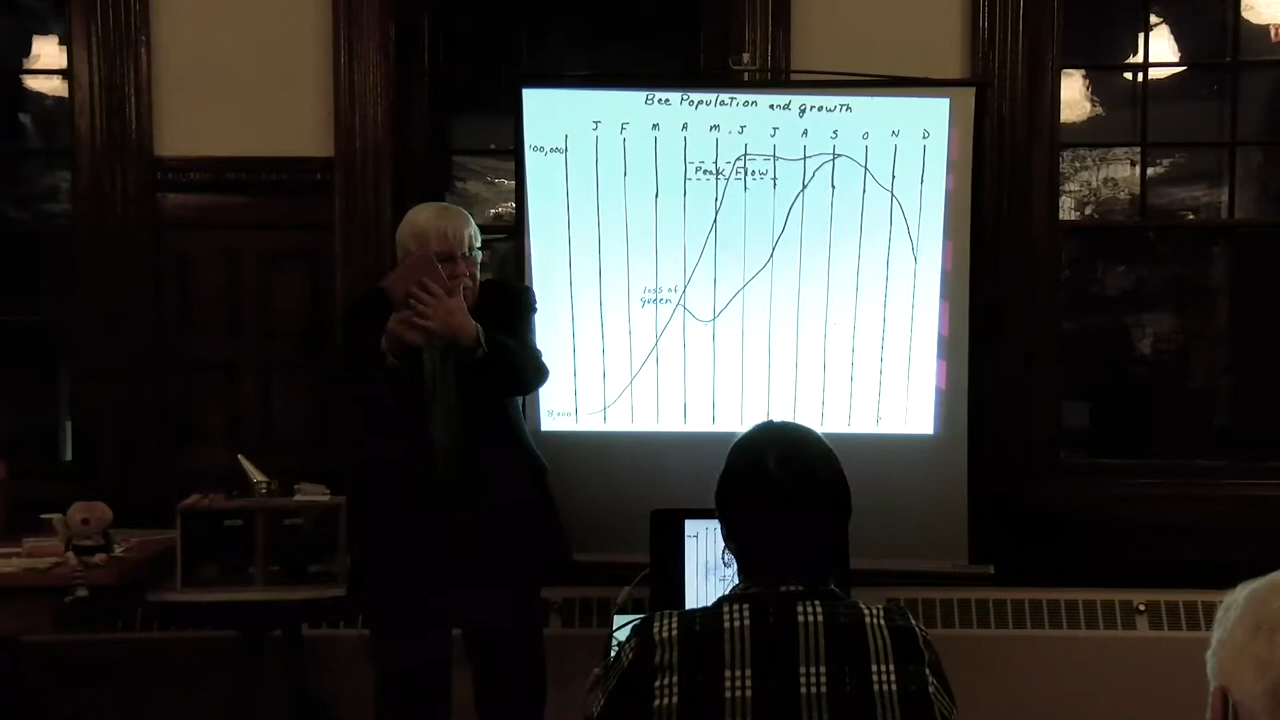 Bee Population and growth
J F M A M J J A S O N D
100,000
Peak Flow
loss of
queen
8,000